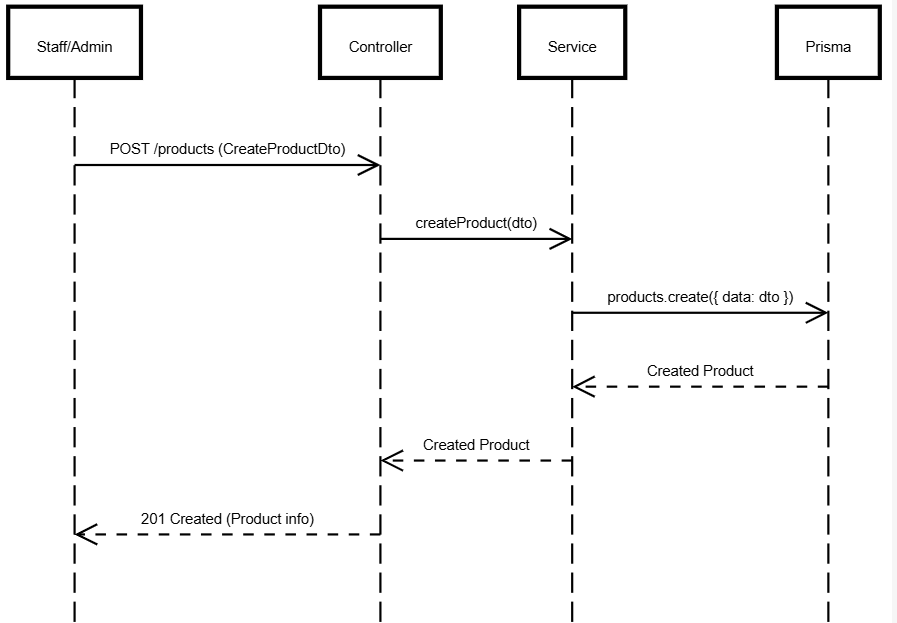 Staff/Admin
Controller
Service
Prisma
POST /products (CreateProductDto)
createProduct(dto)
products.create({ data: dto })
Created Product
Created Product
201 Created (Product info)